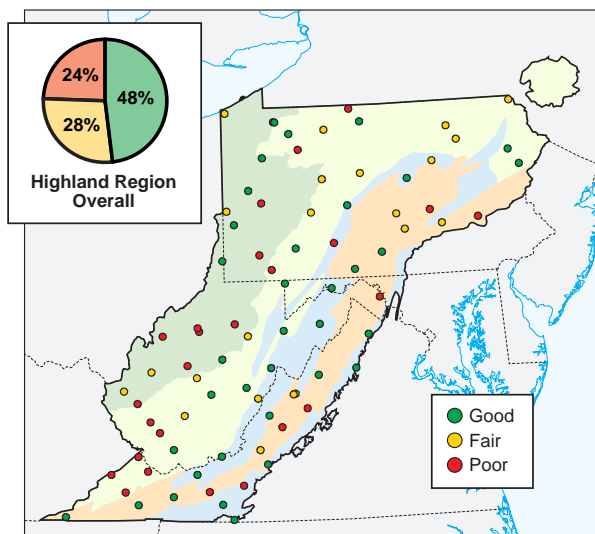 24%
48%
28%
Highland Region
Overall
Good
Fair
Poor